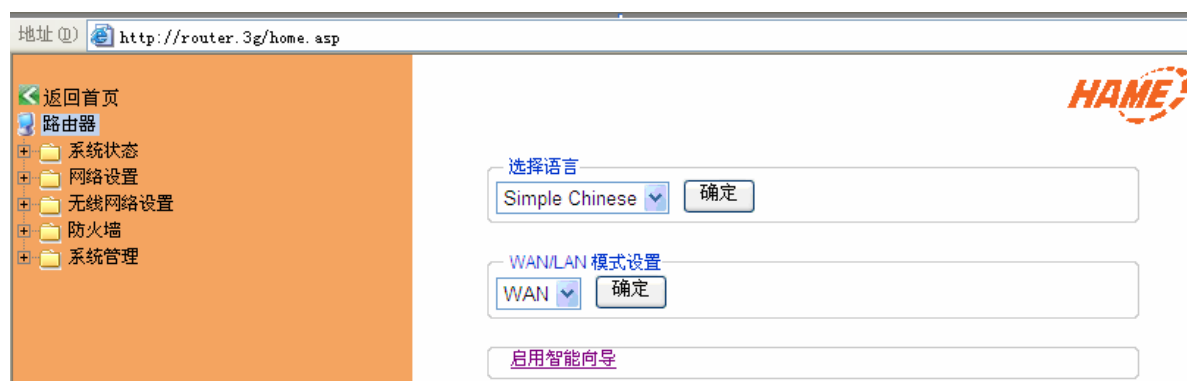 地址(D) http://router.3g/home.asp
返回首页
路由器
系统状态
网络设置
无线网络设置
防火墙
系统管理
HAME
选择语言
Simple Chinese 确定
WAN/LAN 模式设置
WAN 确定
启用智能向导